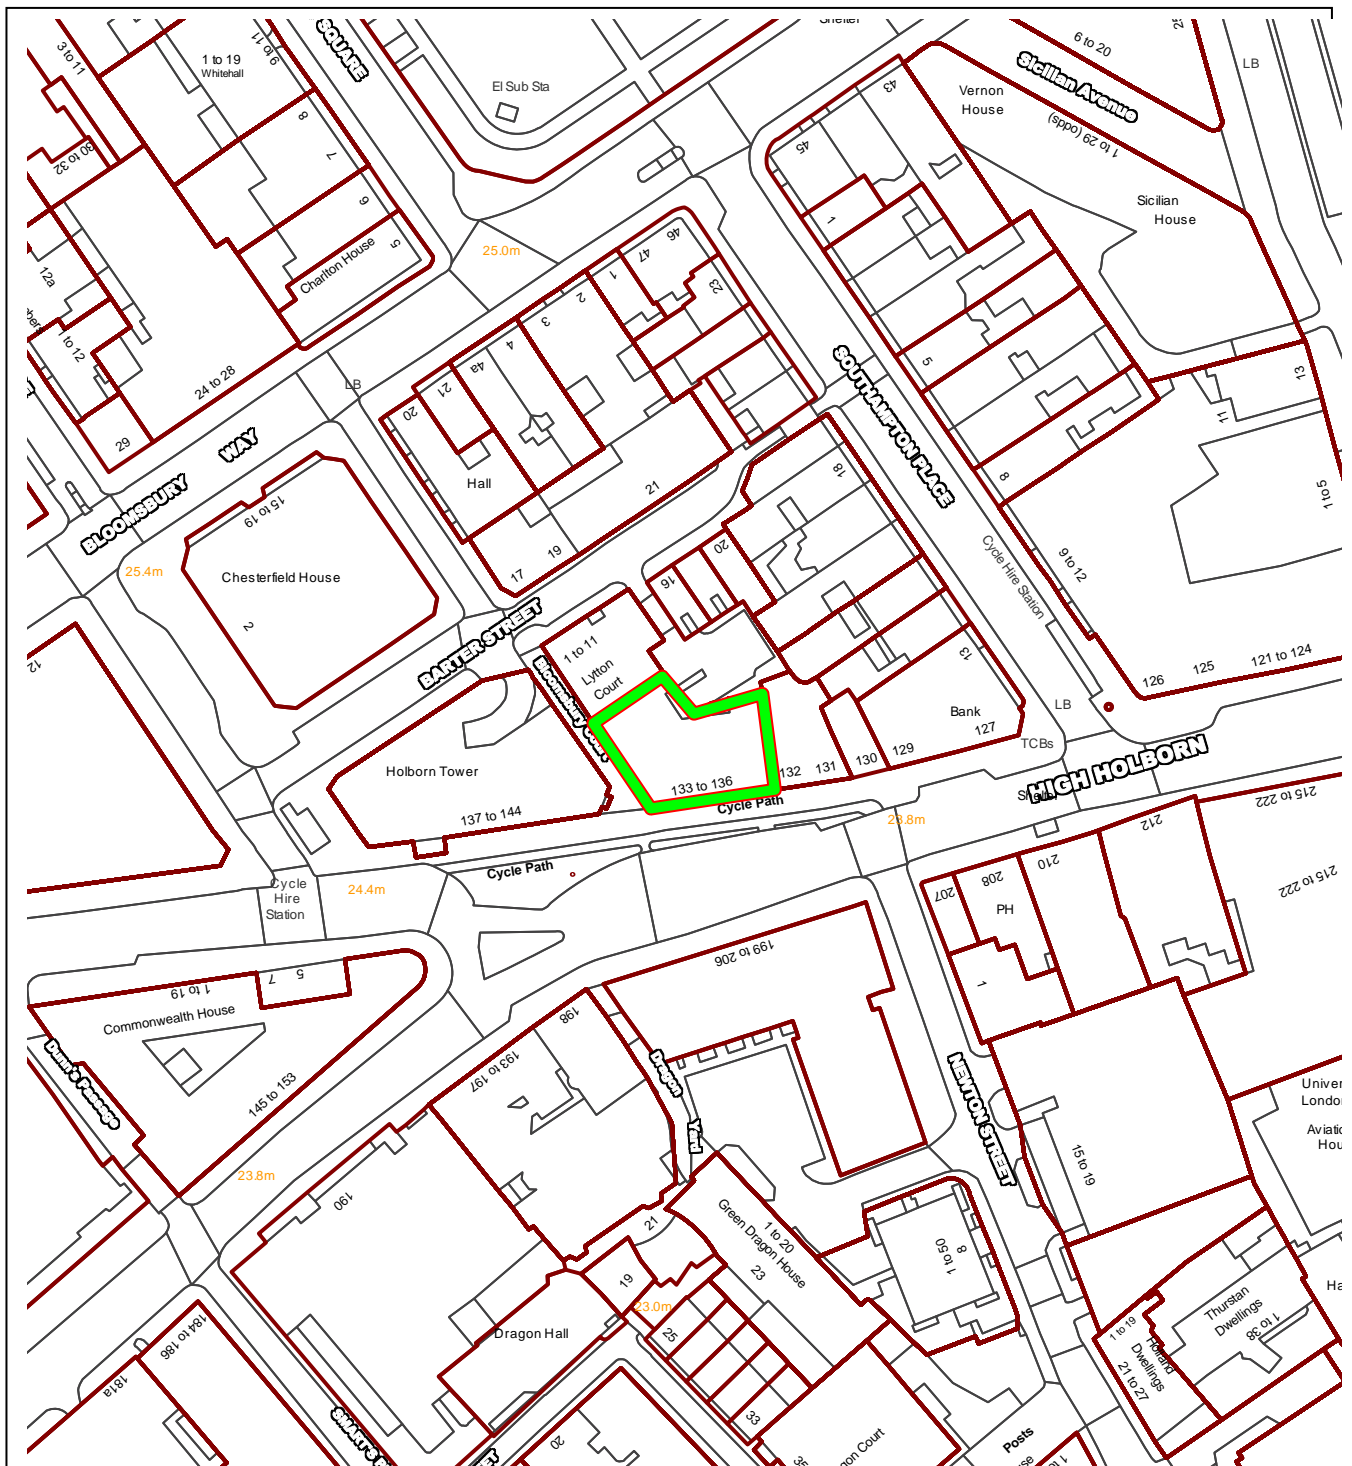 3 to 11
1 to 19
Whitehall
9 to 11
SQUARE
Shelter
El Sub Sta
6 to 20
Sicilian Avenue
LB
Vernon
House
1 to 29 (odds)
Sicilian
House
43
45
1
30 to 32
8
7
6
5
Charlton House
25.0m
46
47
23
1
2
3
4
4a
21
20
12a
1 to 12
24 to 28
29
LB
BLOOMSBURY WAY
Hall
21
19
17
15 to 19
Chesterfield House
2
25.4m
SOUTHAMPTON PLACE
5
8
11
13
1 to 5
18
Cycle Hire Station
9 to 12
20
16
BARTER STREET
1 to 11
Lytton
Court
Bloomsbury Court
12
13
Bank
127
129
130
131
132
133 to 136
LB
TCBs
126
125
121 to 124
HIGH HOLBORN
Holborn Tower
137 to 144
Cycle Path
Cycle Path
23.8m
24.4m
Cycle
Hire
Station
215 to 222
212
210
208
207
PH
1
215 to 222
199 to 206
198
193 to 197
1 to 19
7
5
Commonwealth House
145 to 153
Dunn's Passage
23.8m
190
Dragon Yard
NEWTON STREET
15 to 19
21
19
1 to 20
Green Dragon House
23
8
1 to 50
23.0m
25
33
Dragon Hall
184 to 186
181a
20
Thurstan
Dwellings
1 to 38
1 to 19
Holland
Dwellings
21 to 27
Posts
35